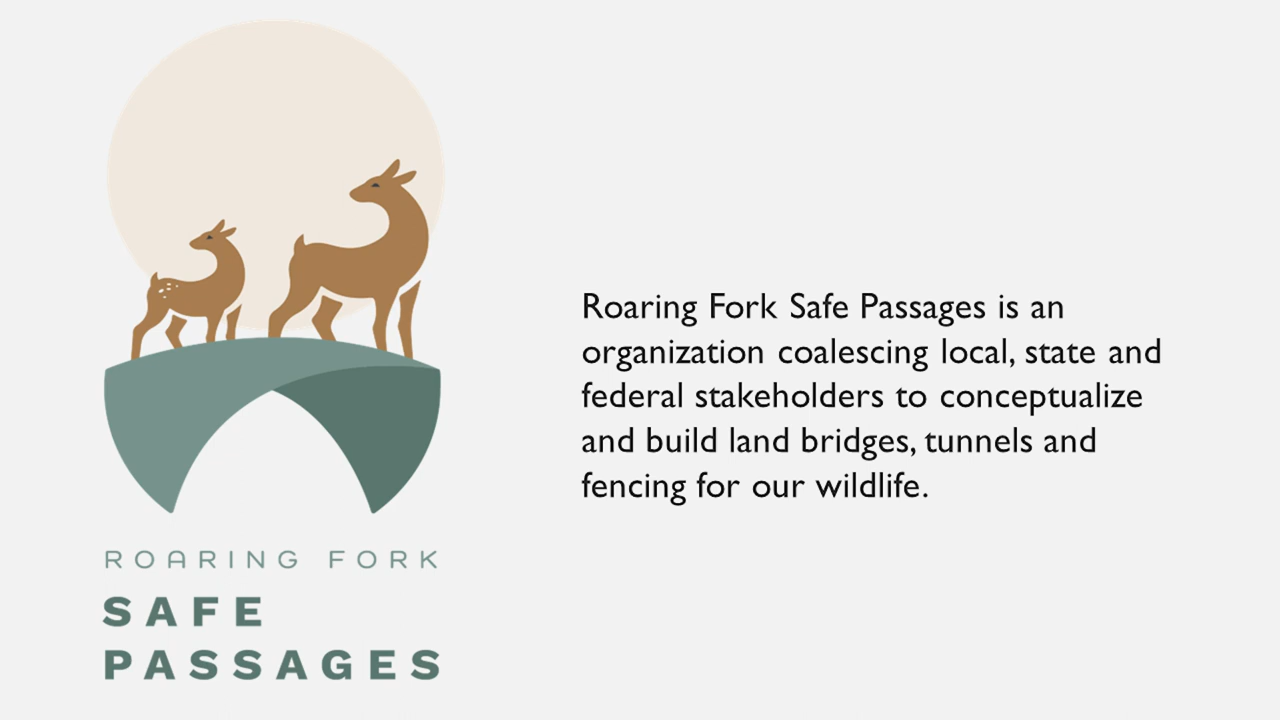 ROARING FORK
SAFE
PASSAGES
Roaring Fork Safe Passages is an
organization coalescing local, state and
federal stakeholders to conceptualize
and build land bridges, tunnels and
fencing for our wildlife.